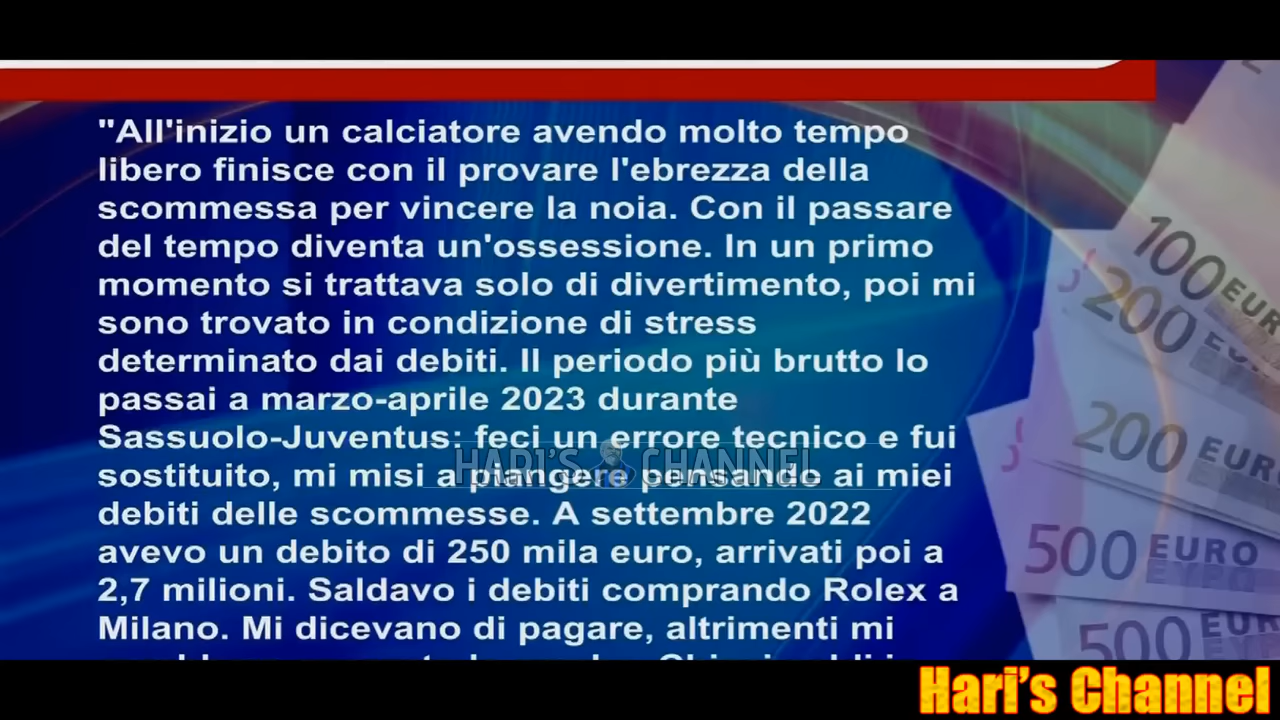 "All'inizio un calciatore avendo molto tempo
libero finisce con il provare l'ebrezza della
scommessa per vincere la noia. Con il passare
del tempo diventa un'ossessione. In un primo
momento si trattava solo di divertimento, poi mi
sono trovato in condizione di stress
determinato dai debiti. Il periodo più brutto lo
passai a marzo-aprile 2023 durante
Sassuolo-Juventus: feci un errore tecnico e fui
sostituito, mi misi a piangere pensando ai miei
debiti delle scommesse. A settembre 2022
avevo un debito di 250 mila euro, arrivati poi a
2,7 milioni. Saldavo i debiti comprando Rolex a
Milano. Mi dicevano di pagare, altrimenti mi
HARI'S CHANNEL
100 EURO
200
200 EURO
500 EURO
ΕΥΡΩ
500 EUR
Hari's Channel